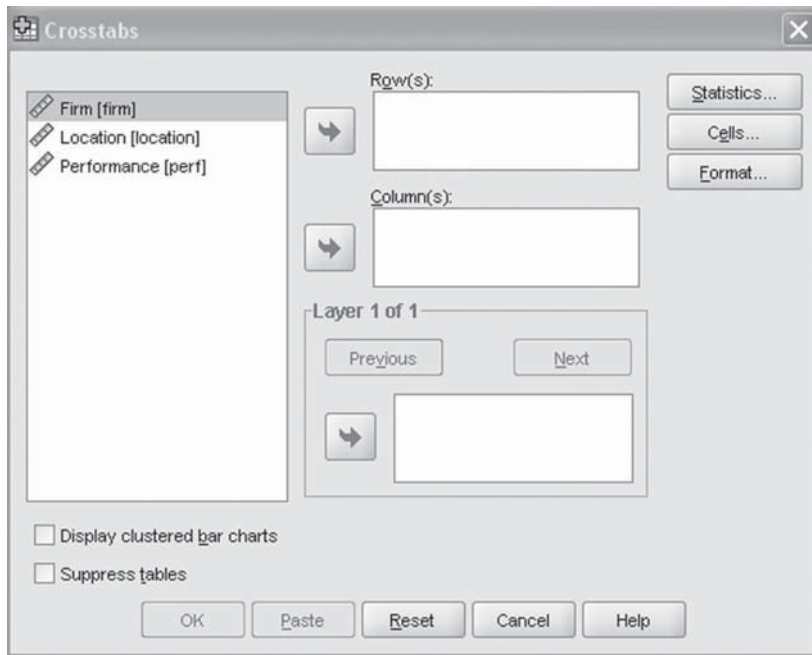 Crosstabs
Firm [firm]
Location [location]
Performance [perf]
Row(s):
Column(s):
Layer 1 of 1
Previous
Next
Statistics...
Cells...
Format...
Display clustered bar charts
Suppress tables
OK
Paste
Reset
Cancel
Help